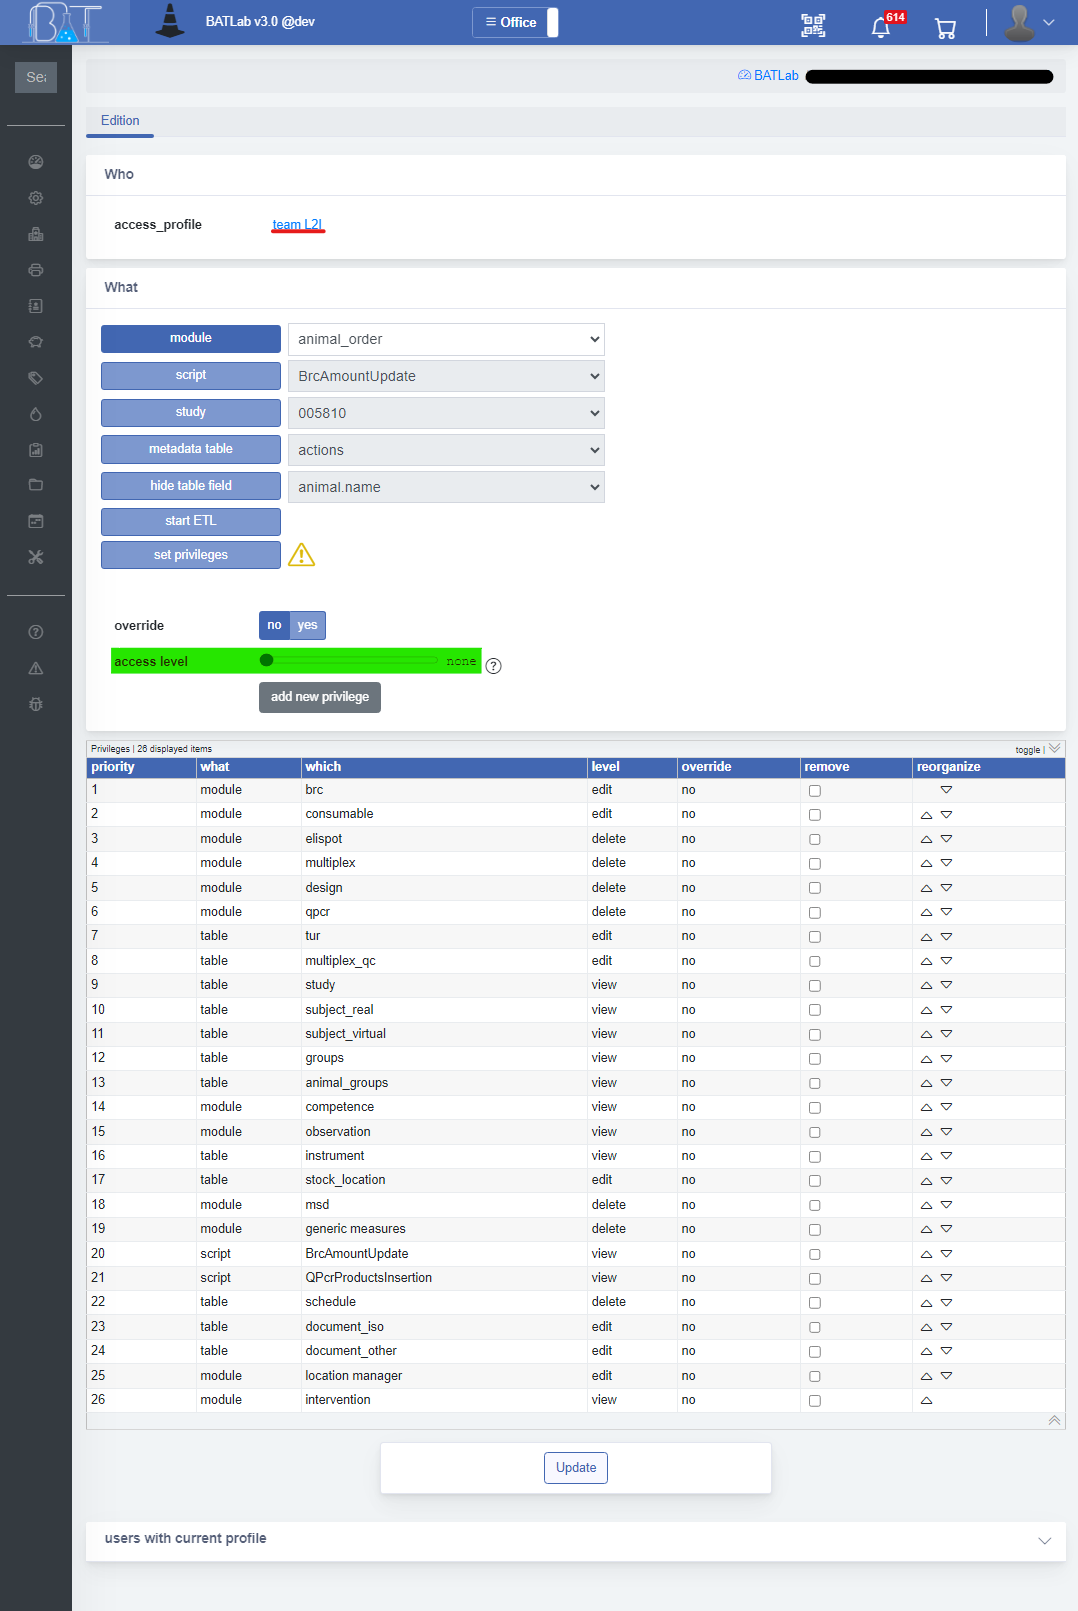 BAT
BATLab v3.0 @dev
Office
614
Sea
BATLab
Edition
Who
access_profile team L2I
What
module animal_order
script BrcAmountUpdate
study 005810
metadata table actions
hide table field animal.name
start ETL
set privileges
override no yes
access level none ?
add new privilege
Privileges | 26 displayed items toggle |
priority what which level override remove reorganize
1 module brc edit no
2 module consumable edit no
3 module elispot delete no
4 module multiplex delete no
5 module design delete no
6 module qpcr delete no
7 table tur edit no
8 table multiplex_qc edit no
9 table study view no
10 table subject_real view no
11 table subject_virtual view no
12 table groups view no
13 table animal_groups view no
14 module competence view no
15 module observation view no
16 table instrument view no
17 table stock_location edit no
18 module msd delete no
19 module generic measures delete no
20 script BrcAmountUpdate view no
21 script QPcrProductsInsertion view no
22 table schedule delete no
23 table document_iso edit no
24 table document_other edit no
25 module location manager edit no
26 module intervention view no
Update
users with current profile